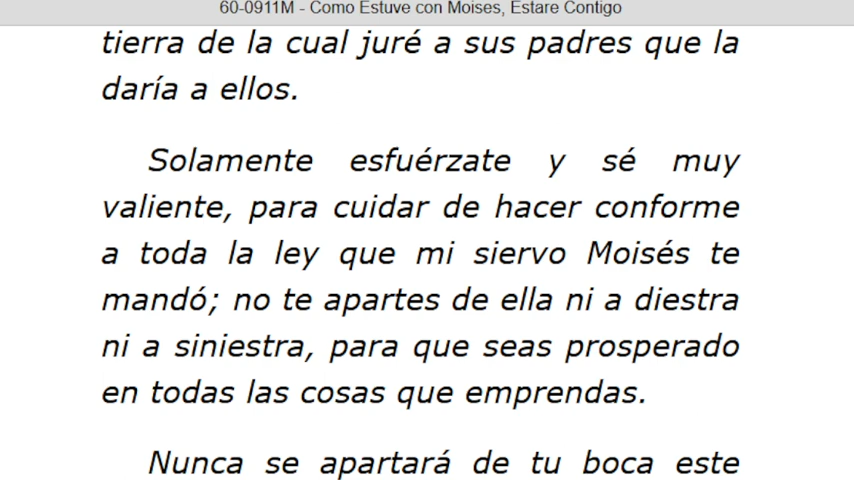 60-0911M - Como Estuve con Moises, Estare Contigo
tierra de la cual juré a sus padres que la
daría a ellos.
Solamente esfuérzate y sé muy
valiente, para cuidar de hacer conforme
a toda la ley que mi siervo Moisés te
mandó; no te apartes de ella ni a diestra
ni a siniestra, para que seas prosperado
en todas las cosas que emprendas.
Nunca se apartará de tu boca este